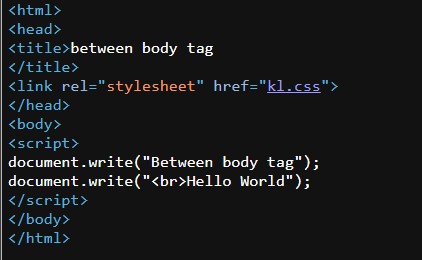 <html>
<head>
<title>between body tag
</title>
<link rel="stylesheet" href="kl.css">
</head>
<body>
<script>
document.write("Between body tag");
document.write("<br>Hello World");
</script>
</body>
</html>